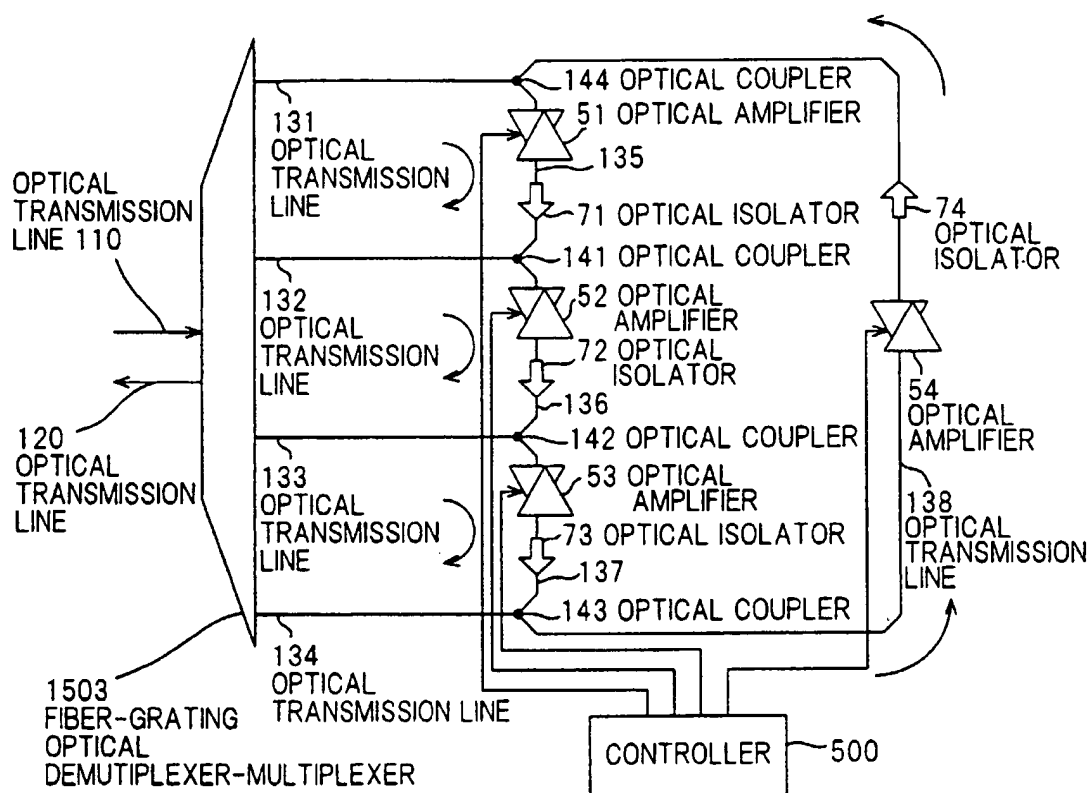 144 OPTICAL COUPLER
51 OPTICAL AMPLIFIER
131
OPTICAL
TRANSMISSION
LINE
135
OPTICAL
TRANSMISSION
LINE 110
71 OPTICAL ISOLATOR
74
OPTICAL
ISOLATOR
141 OPTICAL COUPLER
132
OPTICAL
TRANSMISSION
LINE
52 OPTICAL
AMPLIFIER
72 OPTICAL
ISOLATOR
136
54
OPTICAL
AMPLIFIER
120
OPTICAL
TRANSMISSION
LINE
142 OPTICAL COUPLER
133
OPTICAL
TRANSMISSION
LINE
53 OPTICAL
AMPLIFIER
138
OPTICAL
TRANSMISSION
LINE
73 OPTICAL ISOLATOR
137
143 OPTICAL COUPLER
134
OPTICAL
TRANSMISSION LINE
1503
FIBER-GRATING
OPTICAL
DEMUTIPLEXER-MULTIPLEXER
CONTROLLER
500